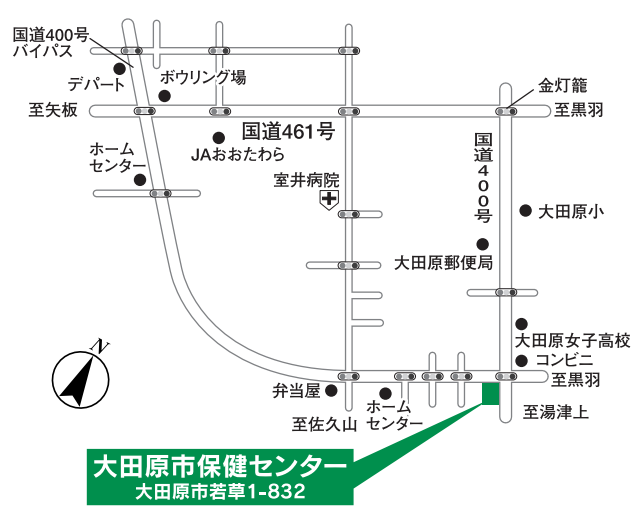 国道400号
バイパス
デパート
ボウリング場
金灯籠
至矢板
至黒羽
国道461号
JAおおたわら
ホーム
センター
国道400号
室井病院
大田原小
大田原郵便局
大田原女子高校
コンビニ
至黒羽
弁当屋
ホーム
センター
至佐久山
至湯津上
N
大田原市保健センター
大田原市若草1-832